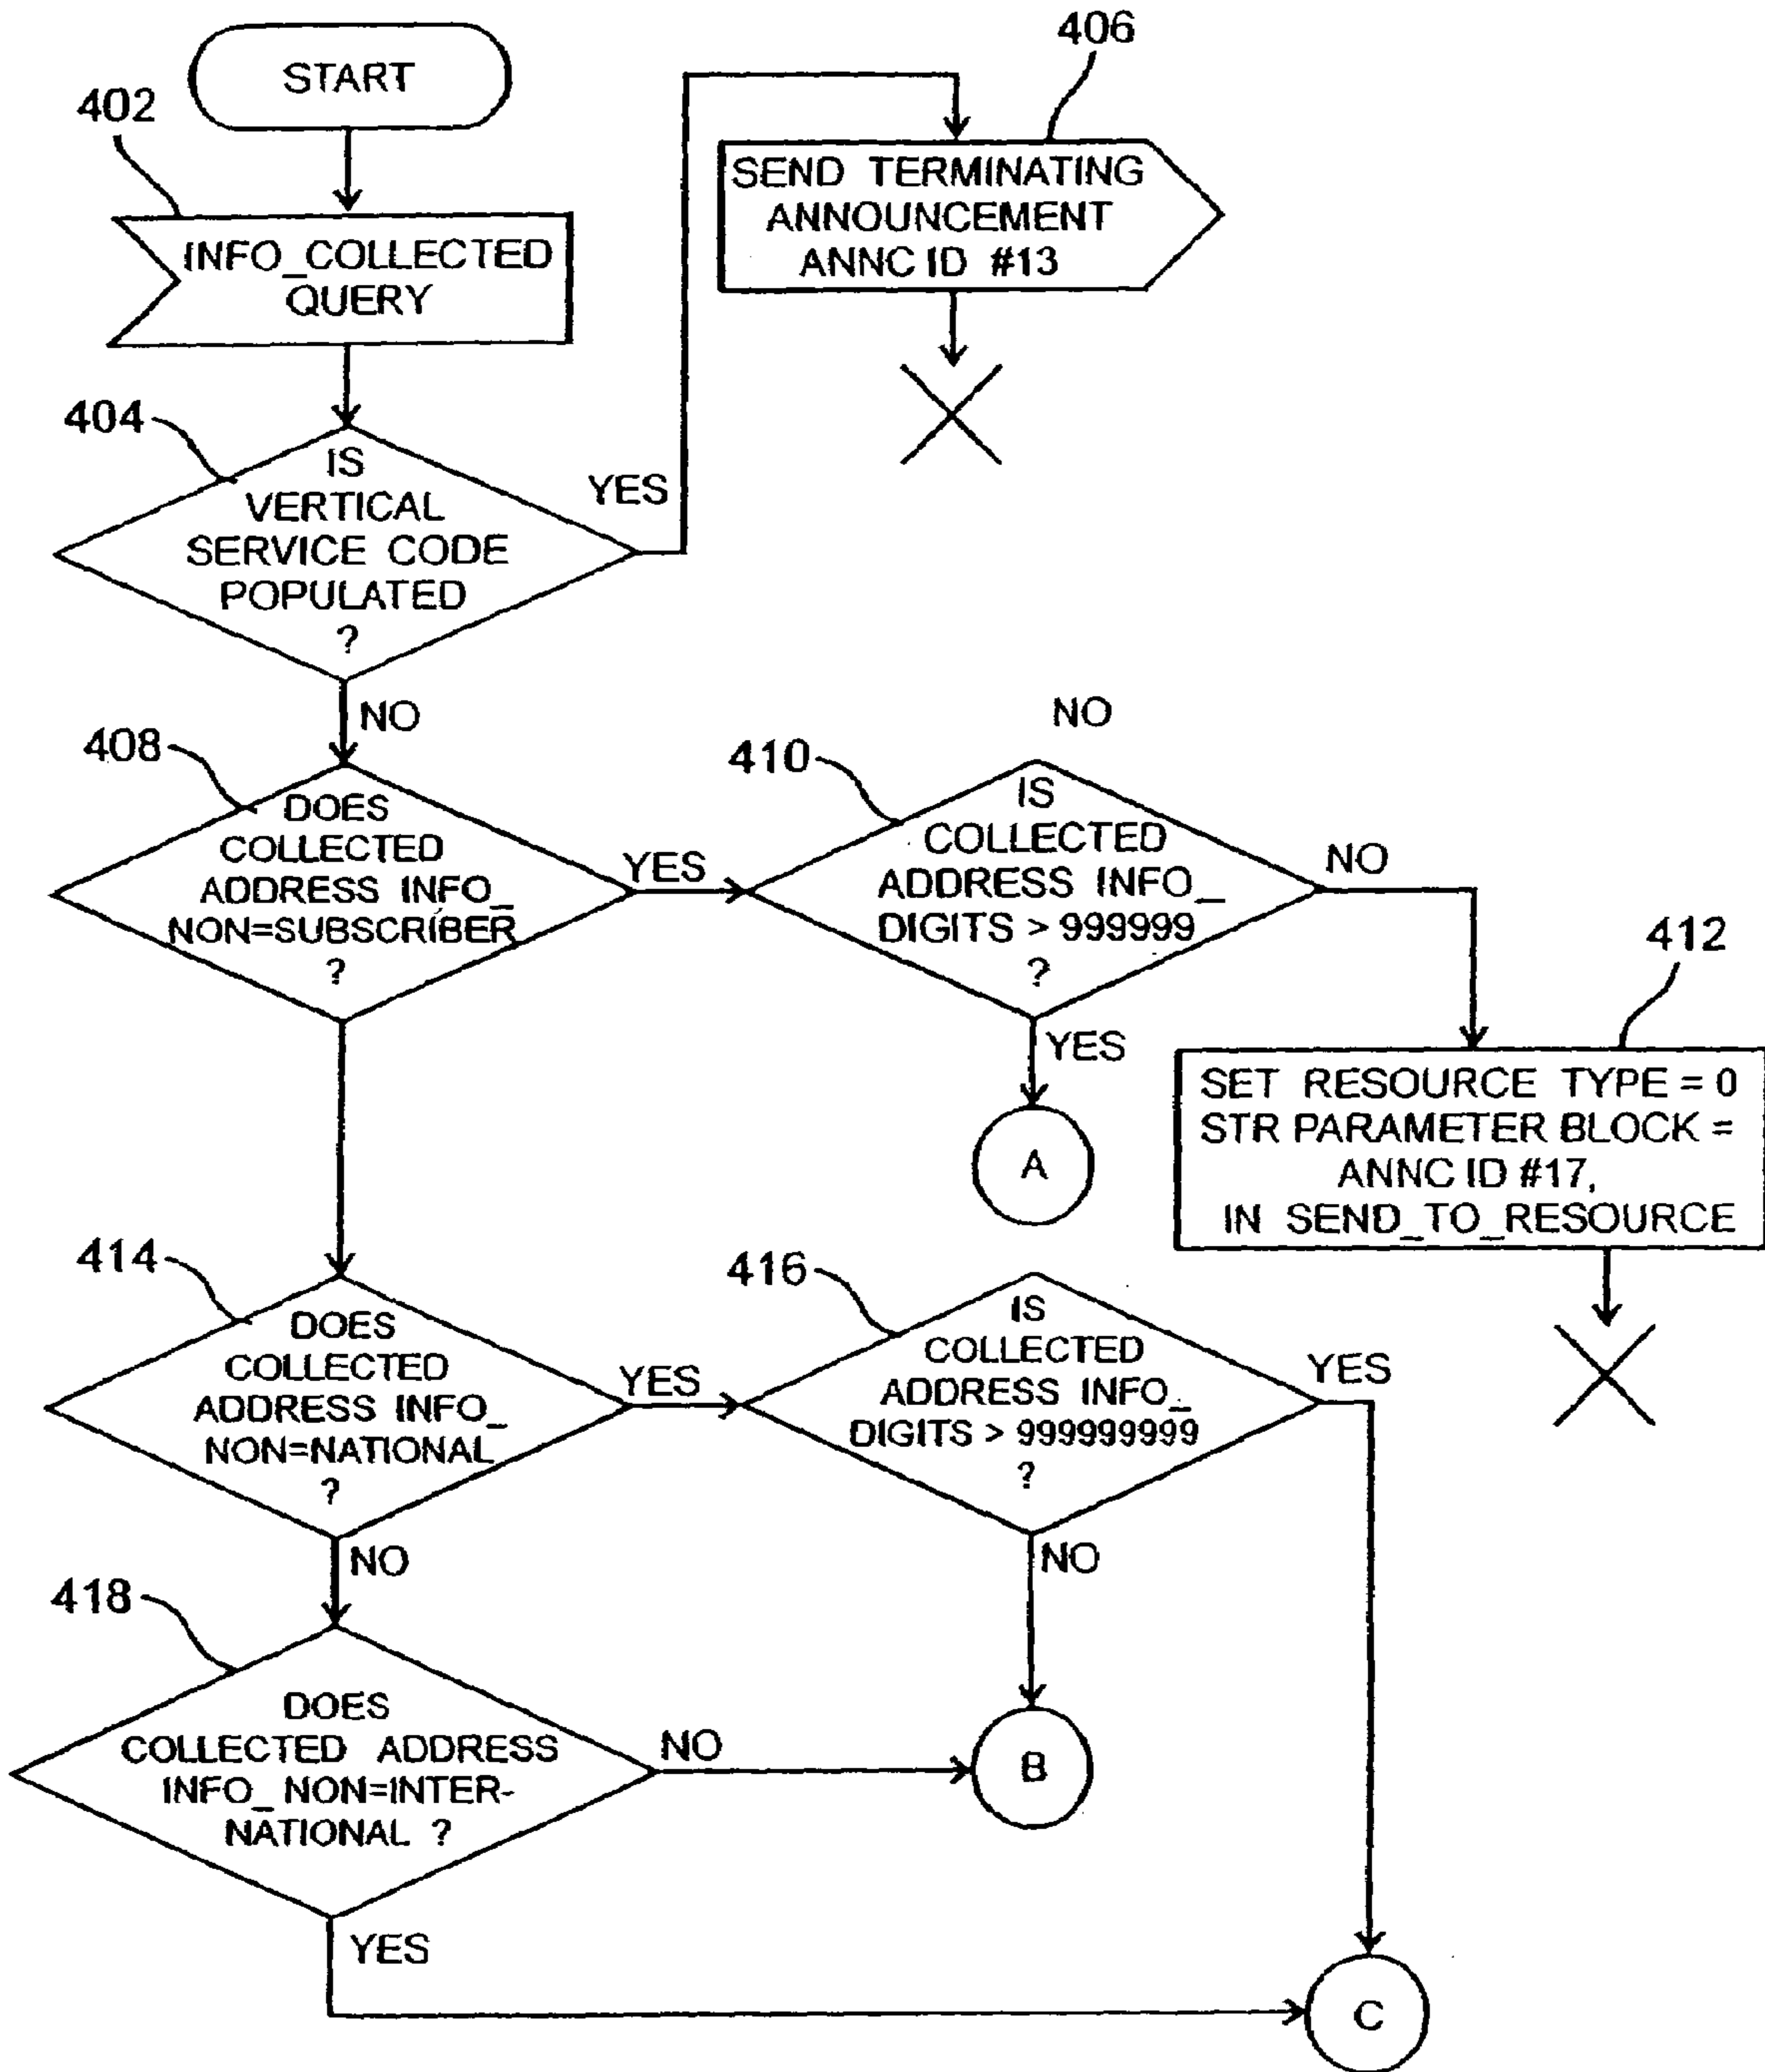 START
402
INFO_COLLECTED
QUERY
406
SEND TERMINATING
ANNOUNCEMENT
ANNC ID #13
404
IS
VERTICAL
SERVICE CODE
POPULATED
?
YES
NO
408
DOES
COLLECTED
ADDRESS INFO_
NON=SUBSCRIBER
?
YES
NO
410
IS
COLLECTED
ADDRESS INFO_
DIGITS > 999999
?
NO
YES
A
412
SET RESOURCE TYPE = 0
STR PARAMETER BLOCK =
ANNC ID #17,
IN SEND_TO_RESOURCE
414
DOES
COLLECTED
ADDRESS INFO_
NON=NATIONAL
?
YES
NO
416
IS
COLLECTED
ADDRESS INFO_
DIGITS > 999999999
?
YES
NO
418
DOES
COLLECTED ADDRESS
INFO_ NON=INTER-
NATIONAL ?
NO
B
YES
C